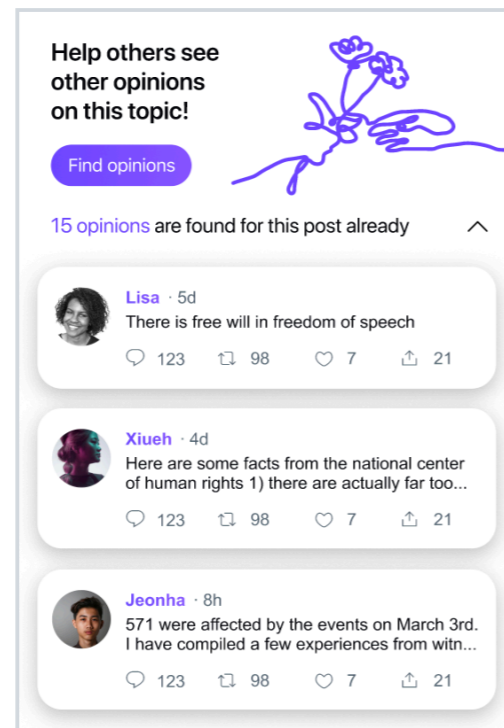 Help others see
other opinions
on this topic!
Find opinions
15 opinions are found for this post already
Lisa · 5d
There is free will in freedom of speech
123 98 7 21
Xiueh · 4d
Here are some facts from the national center
of human rights 1) there are actually far too...
123 98 7 21
Jeonha · 8h
571 were affected by the events on March 3rd.
I have compiled a few experiences from witn...
123 98 7 21